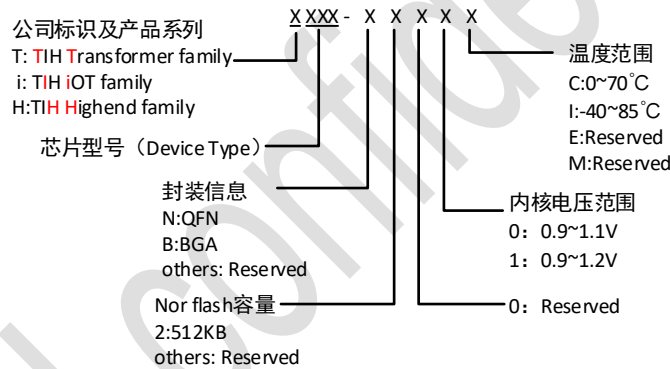 X XXX - X X X X X
公司标识及产品系列
T: TIH Transformer family
i: TIH iOT family
H:TIH Highend family
芯片型号（Device Type）
封装信息
N:QFN
B:BGA
others: Reserved
Nor flash容量
2:512KB
others: Reserved
温度范围
C:0~70°C
I:-40~85°C
E:Reserved
M:Reserved
内核电压范围
0：0.9~1.1V
1：0.9~1.2V
0：Reserved